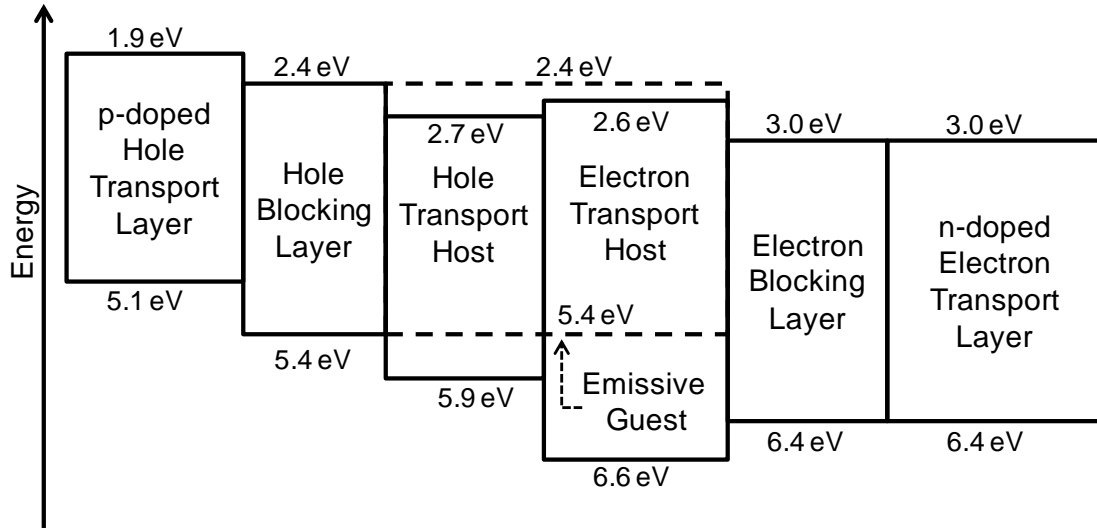 Energy
1.9 eV
p-doped
Hole
Transport
Layer
5.1 eV
2.4 eV
Hole
Blocking
Layer
5.4 eV
2.4 eV
2.7 eV
Hole
Transport
Host
5.9 eV
2.6 eV
Electron
Transport
Host
5.4 eV
Emissive
Guest
6.6 eV
3.0 eV
Electron
Blocking
Layer
6.4 eV
3.0 eV
n-doped
Electron
Transport
Layer
6.4 eV